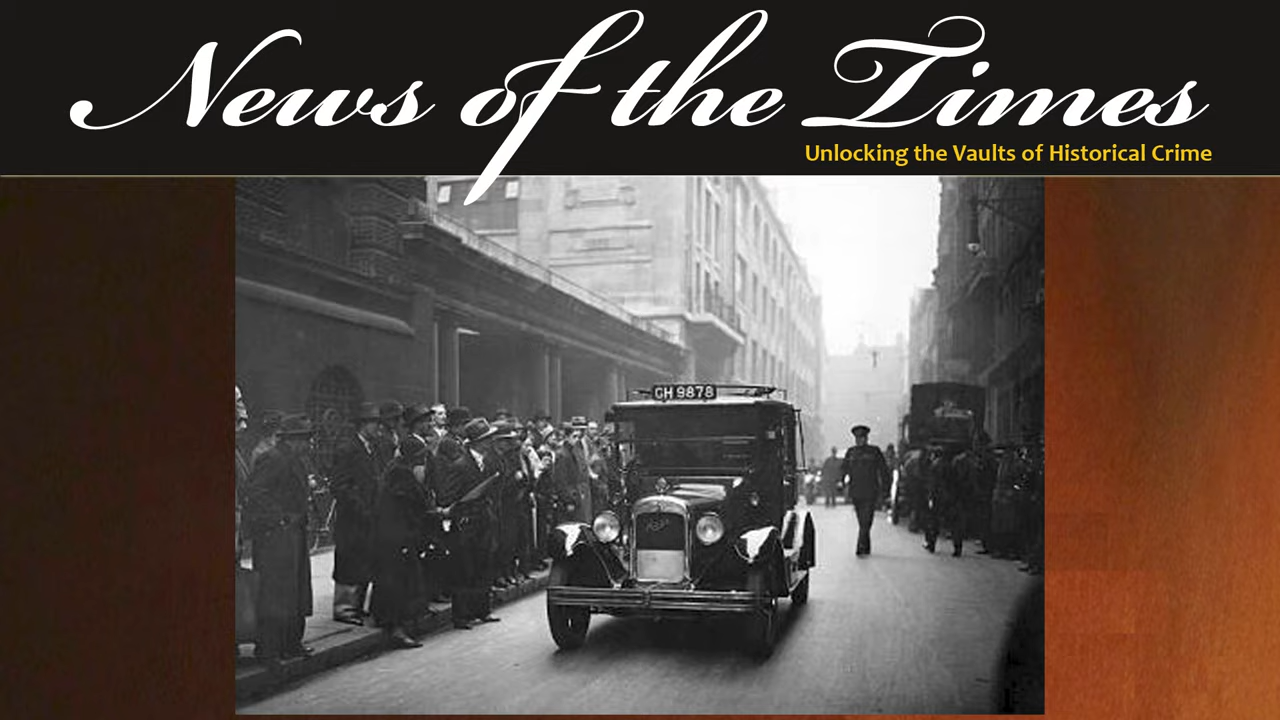 News of the Times
Unlocking the Vaults of Historical Crime
GH 9878